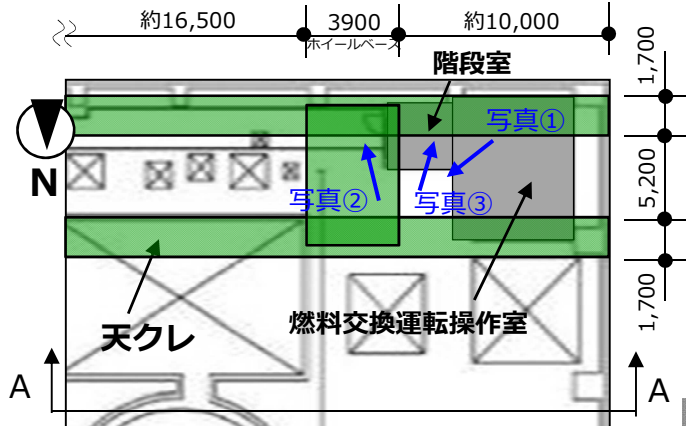 約16,500
3900
約10,000
ホイールベース
階段室
1,700
写真①
N
写真②
写真③
5,200
天クレ
燃料交換運転操作室
1,700
A
A